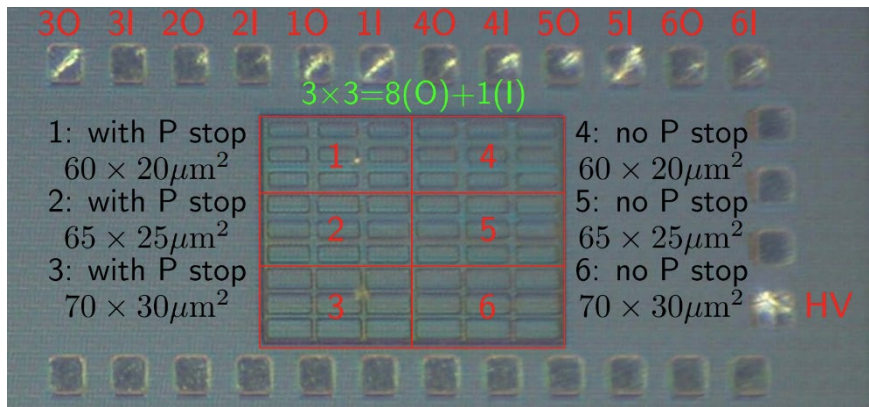 3O 3I 2O 2I 1O 1I 4O 4I 5O 5I 6O 6I
3×3=8(O)+1(I)
1: with P stop
60 × 20μm²
2: with P stop
65 × 25μm²
3: with P stop
70 × 30μm²
1 4
2 5
3 6
4: no P stop
60 × 20μm²
5: no P stop
65 × 25μm²
6: no P stop
70 × 30μm²
HV